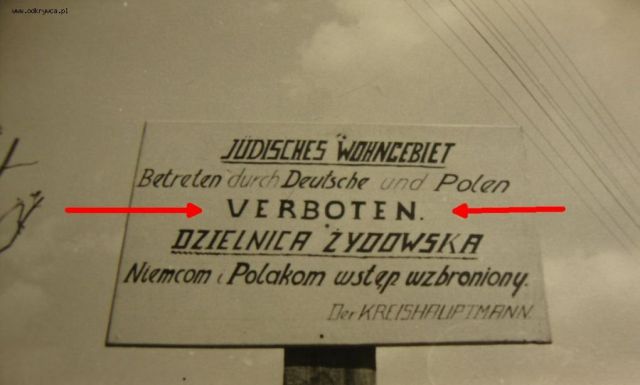 www.odkrywca.pl
JÜDISCHES WOHNGEBIET
Betreten durch Deutsche und Polen
VERBOTEN.
DZIELNICA ŻYDOWSKA
Niemcom i Polakom wstęp wzbroniony.
Der KREISHAUPTMANN